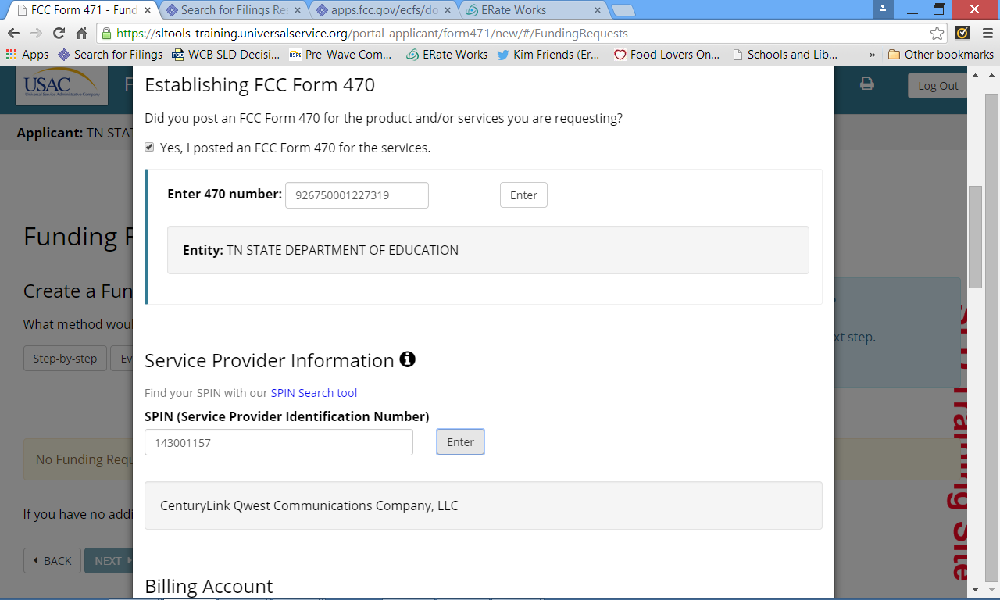 FCC Form 471 - Fund
Search for Filings Res
apps.fcc.gov/ecfs/do
ERate Works
https://sltools-training.universalservice.org/portal-applicant/form471/new/#/FundingRequests
Apps
Search for Filings
WCB SLD Decisi...
Pre-Wave Com...
ERate Works
Kim Friends (Er...
Food Lovers On...
Schools and Lib...
»
Other bookmarks
USAC
Universal Service Administrative Company
F
Log Out
Applicant: TN STAT
Establishing FCC Form 470
Did you post an FCC Form 470 for the product and/or services you are requesting?
Yes, I posted an FCC Form 470 for the services.
Enter 470 number: 926750001227319 Enter
Entity: TN STATE DEPARTMENT OF EDUCATION
Funding F
Create a Fun
What method woul
Step-by-step
Ev
xt step.
Service Provider Information
Find your SPIN with our SPIN Search tool
SPIN (Service Provider Identification Number)
143001157 Enter
CenturyLink Qwest Communications Company, LLC
No Funding Requ
If you have no addi
BACK
NEXT
Training Site
Billing Account